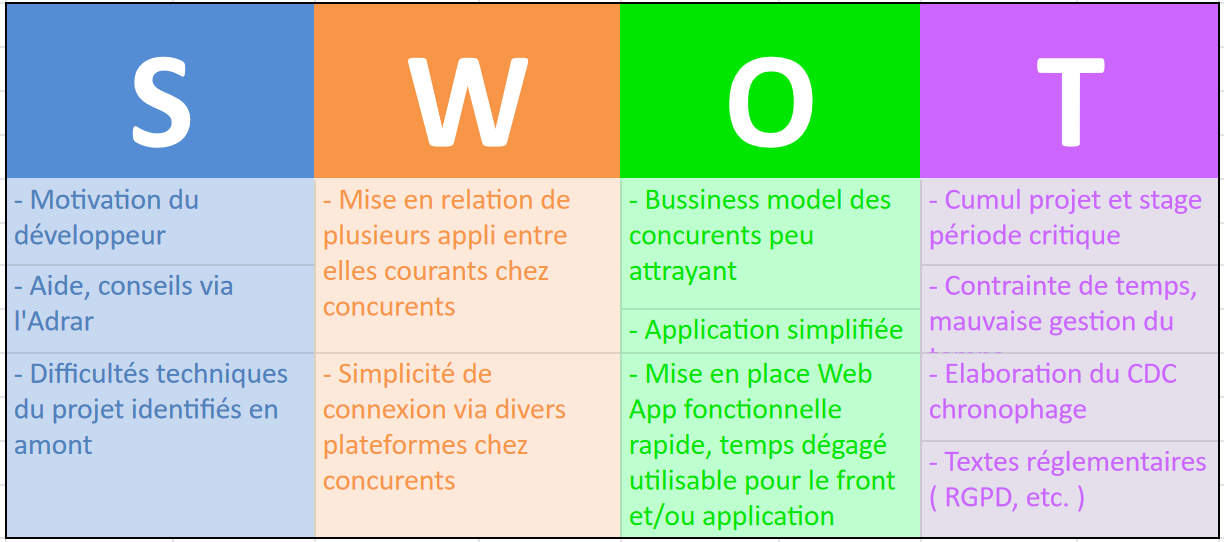 S
W
O
T
- Motivation du
développeur
- Aide, conseils via
l'Adrar
- Difficultés techniques
du projet identifiés en
amont
- Mise en relation de
plusieurs appli entre
elles courants chez
concurents
- Simplicité de
connexion via divers
plateformes chez
concurents
- Bussiness model des
concurents peu
attrayant
- Application simplifiée
- Mise en place Web
App fonctionnelle
rapide, temps dégagé
utilisable pour le front
et/ou application
- Cumul projet et stage
période critique
- Contrainte de temps,
mauvaise gestion du
- Elaboration du CDC
chronophage
- Textes réglementaires
( RGPD, etc. )